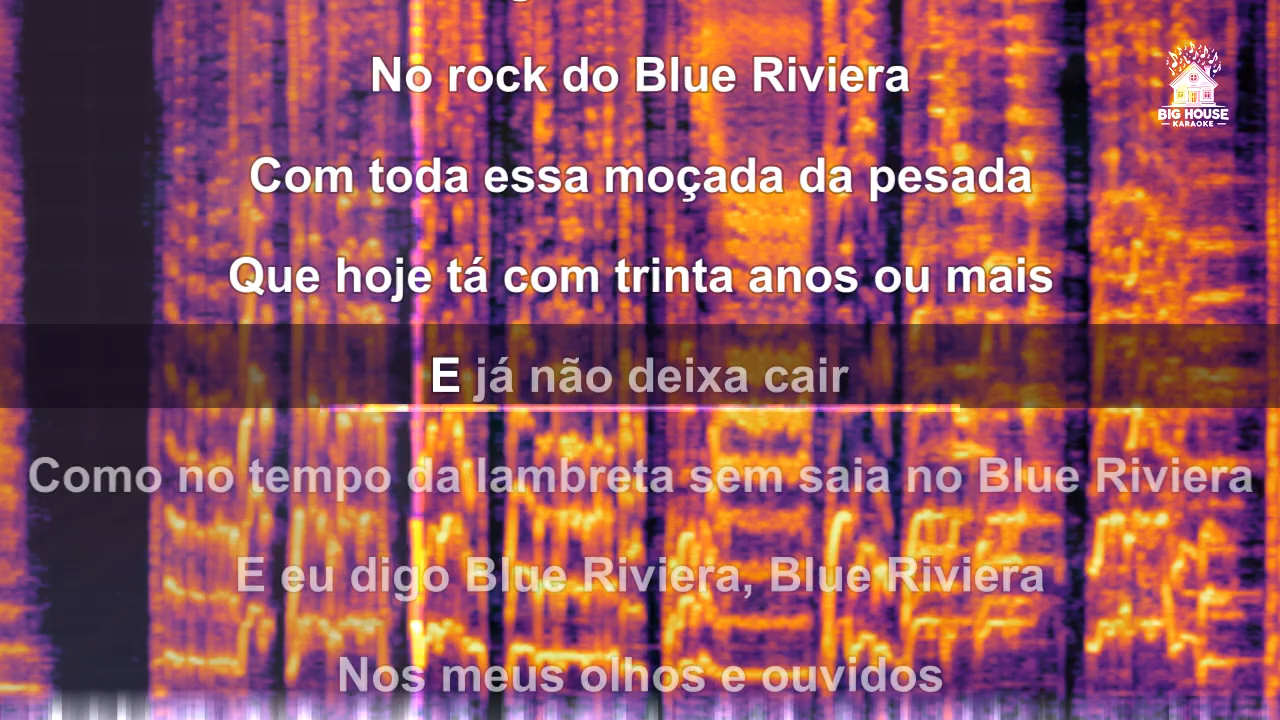 No rock do Blue Riviera
BIG HOUSE
KARAOKE
Com toda essa moçada da pesada
Que hoje tá com trinta anos ou mais
E já não deixa cair
Como no tempo da lambreta sem saia no Blue Riviera
E eu digo Blue Riviera, Blue Riviera
Nos meus olhos e ouvidos